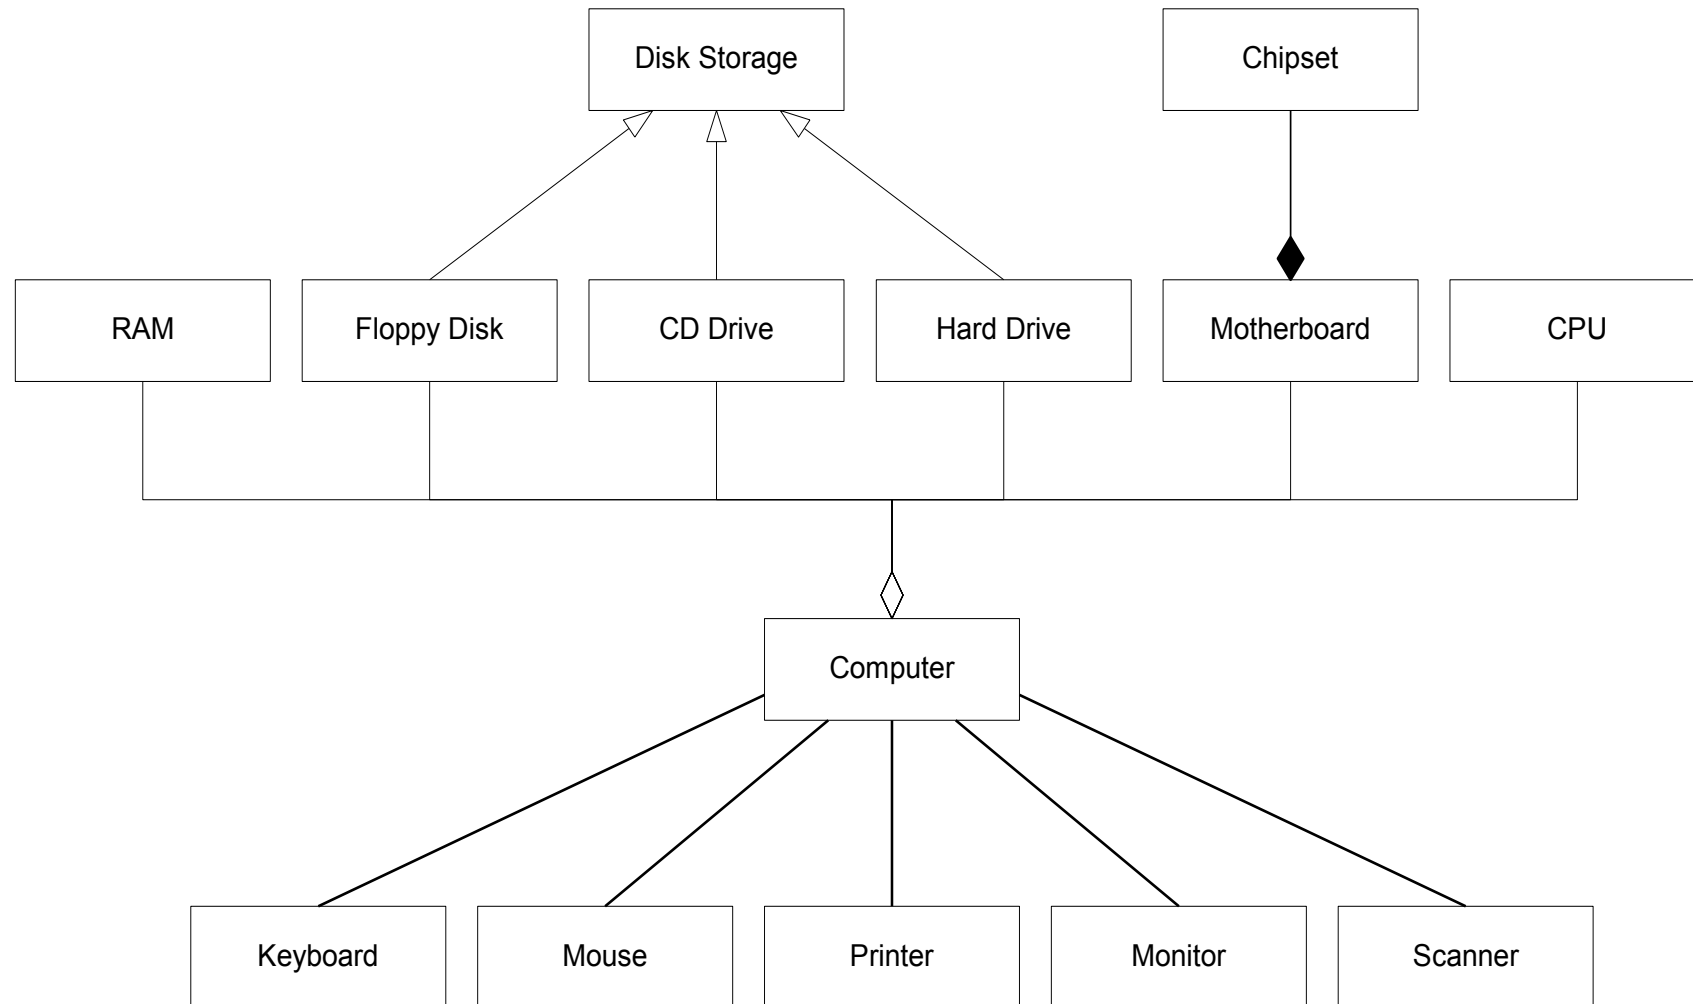 Disk Storage
Chipset
RAM
Floppy Disk
CD Drive
Hard Drive
Motherboard
CPU
Computer
Keyboard
Mouse
Printer
Monitor
Scanner